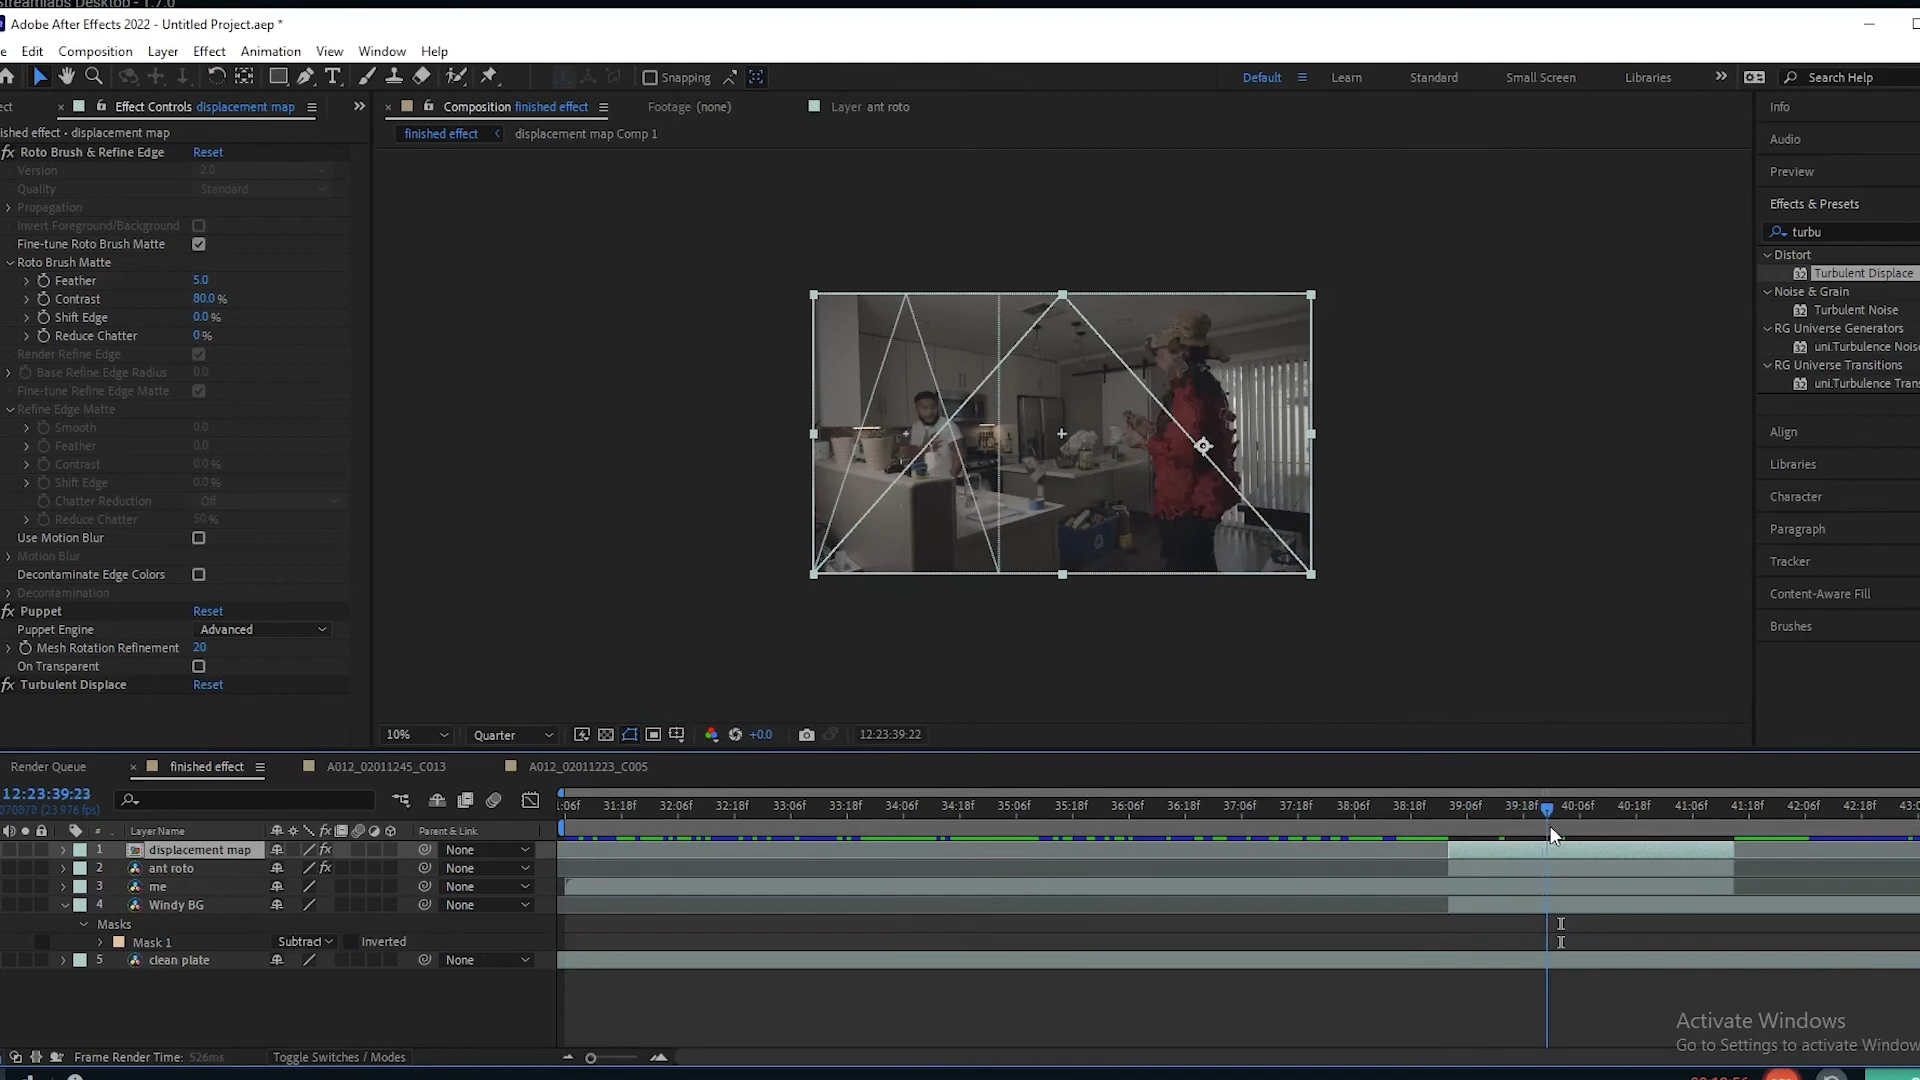 Streamlabs Desktop - 1.7.0
Adobe After Effects 2022 - Untitled Project.aep *
Edit Composition Layer Effect Animation View Window Help
Snapping
Default Learn Standard Small Screen Libraries Search Help
Effect Controls displacement map
Composition finished effect
Footage (none)
Layer ant roto
Info
ished effect - displacement map
finished effect
displacement map Comp 1
Audio
fx Roto Brush & Refine Edge Reset
Version 2.0
Preview
Quality Standard
Propagation
Effects & Presets
Invert Foreground/Background
turbu
Fine-tune Roto Brush Matte
Distort
Roto Brush Matte
Turbulent Displace
Feather 5.0
Noise & Grain
Contrast 80.0 %
Turbulent Noise
Shift Edge 0.0 %
RG Universe Generators
Reduce Chatter 0 %
uni.Turbulence Nois
Render Refine Edge
RG Universe Transitions
Base Refine Edge Radius 0.0
uni.Turbulence Tran
Fine-tune Refine Edge Matte
Refine Edge Matte
Smooth 0.0
Align
Feather 0.0
Contrast 0.0 %
Libraries
Shift Edge 0.0 %
Character
Chatter Reduction Off
Reduce Chatter 50 %
Paragraph
Use Motion Blur
Motion Blur
Tracker
Decontaminate Edge Colors
Decontamination
Content-Aware Fill
fx Puppet Reset
Puppet Engine Advanced
Brushes
Mesh Rotation Refinement 20
On Transparent
fx Turbulent Displace Reset
10% Quarter +0.0 12:23:39:22
Render Queue finished effect A012_02011245_C013 A012_02011223_C005
12:23:39:23
(23.976 fps)
:06f 31:18f 32:06f 32:18f 33:06f 33:18f 34:06f 34:18f 35:06f 35:18f 36:06f 36:18f 37:06f 37:18f 38:06f 38:18f 39:06f 39:18f 40:06f 40:18f 41:06f 41:18f 42:06f 42:18f 43:0
# Layer Name fx Parent & Link
1 displacement map fx None
2 ant roto fx None
3 me None
4 Windy BG None
Masks
Mask 1 Subtract Inverted
5 clean plate None
Activate Windows
Go to Settings to activate Window
Frame Render Time: 526ms Toggle Switches / Modes